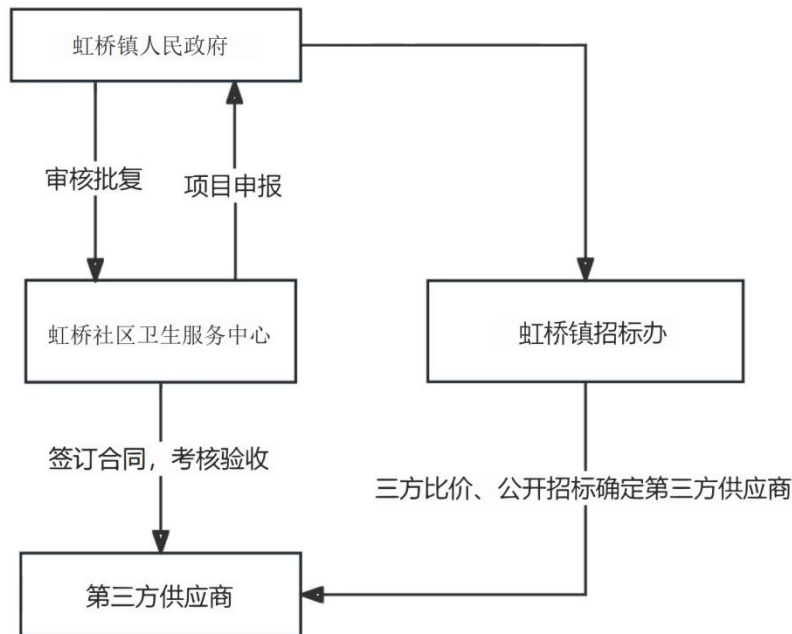 虹桥镇人民政府
审核批复
项目申报
虹桥社区卫生服务中心
虹桥镇招标办
签订合同，考核验收
三方比价、公开招标确定第三方供应商
第三方供应商